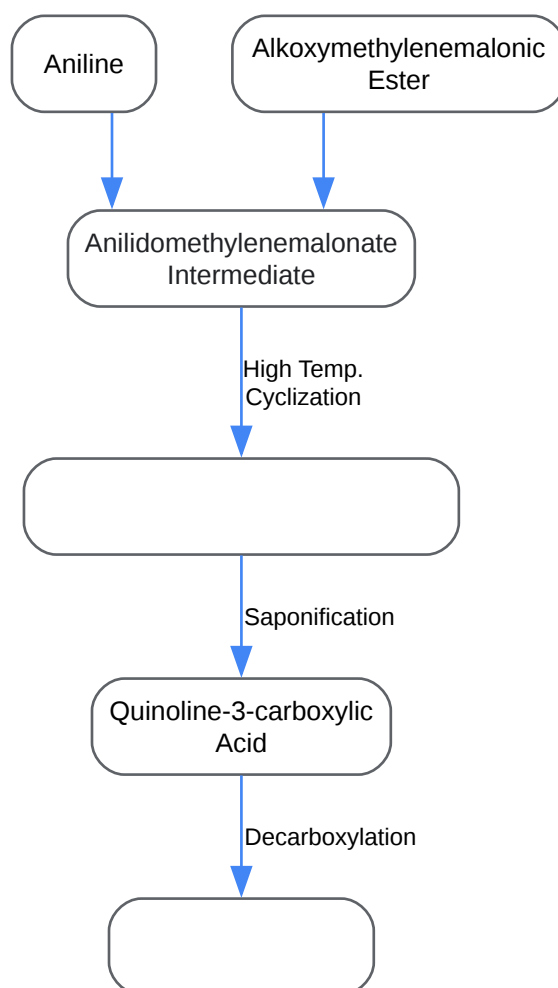 Aniline
Alkoxymethylenemalonic
Ester
Anilidomethylenemalonate
Intermediate
High Temp.
Cyclization
Saponification
Quinoline-3-carboxylic
Acid
Decarboxylation